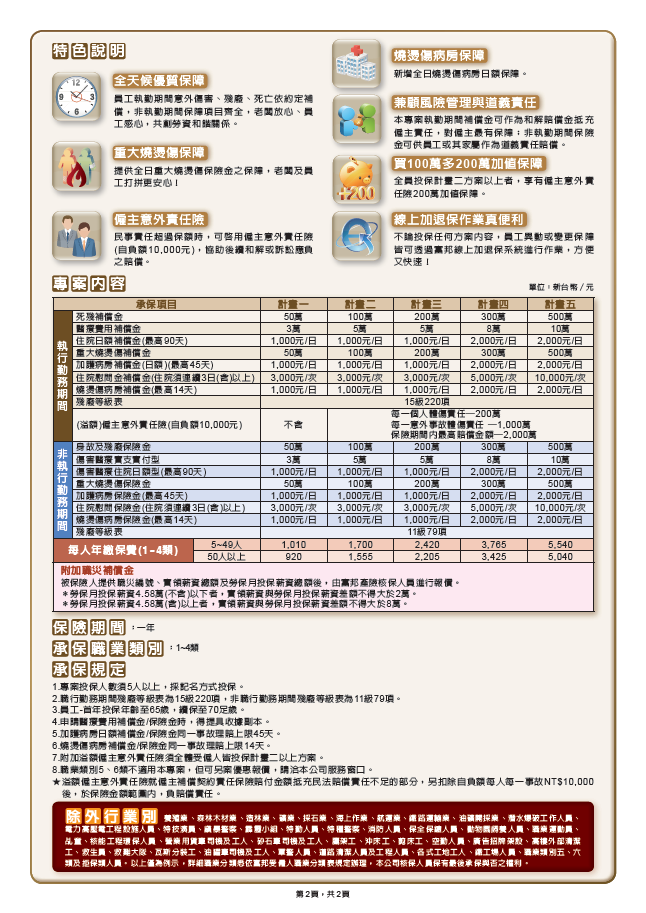 特色說明
全天候優質保障
員工執勤期間意外傷害、殘廢、死亡依約定補
償，非執勤期間保障項目齊全，老闆放心、員
工感心，共創勞資和諧關係。
重大燒燙傷保障
提供全日重大燒燙傷保險金之保障，老闆及員
工打拼更安心！
僱主意外責任險
民事責任超過保額時，可啓用僱主意外責任險
(自負額10,000元)，協助後續和解或訴訟應負
之賠償。
燒燙傷病房保障
新增全日燒燙傷病房日額保障。
兼顧風險管理與道義責任
本專案執勤期間補償金可作為和解賠償金抵充
僱主責任，對僱主最有保障；非執勤期間保險
金可供員工或其家屬作為道義責任賠償。
+200
買100萬多200萬加值保障
全員投保計畫二方案以上者，享有僱主意外責
任險200萬加值保障。
線上加退保作業真便利
不論投保任何方案內容，員工異動或變更保障
皆可透過富邦線上加退保系統進行作業，方便
又快速！
專案內容
單位：新台幣／元
承保項目 計畫一 計畫二 計畫三 計畫四 計畫五
執行勤務期間
死殘補償金 50萬 100萬 200萬 300萬 500萬
醫療費用補償金 3萬 5萬 5萬 8萬 10萬
住院日額補償金(最高90天) 1,000元/日 1,000元/日 1,000元/日 2,000元/日 2,000元/日
重大燒燙傷補償金 50萬 100萬 200萬 300萬 500萬
加護病房補償金(日額)(最高45天) 1,000元/日 1,000元/日 1,000元/日 2,000元/日 2,000元/日
住院慰問金補償金(住院須連續3日(含)以上) 3,000元/次 3,000元/次 3,000元/次 5,000元/次 10,000元/次
燒燙傷病房補償金(最高14天) 1,000元/日 1,000元/日 1,000元/日 2,000元/日 2,000元/日
殘廢等級表 15級220項
(溢額)僱主意外責任險(自負額10,000元) 不含
每一個人體傷責任—200萬
每一意外事故體傷責任 —1,000萬
保險期間內最高賠償金額—2,000萬
非執行勤務期間
身故及殘廢保險金 50萬 100萬 200萬 300萬 500萬
傷害醫療實支實付型 3萬 5萬 5萬 8萬 10萬
傷害醫療住院日額型(最高90天) 1,000元/日 1,000元/日 1,000元/日 2,000元/日 2,000元/日
重大燒燙傷保險金 50萬 100萬 200萬 300萬 500萬
加護病房保險金(最高45天) 1,000元/日 1,000元/日 1,000元/日 2,000元/日 2,000元/日
住院慰問保險金(住院須連續3日(含)以上) 3,000元/次 3,000元/次 3,000元/次 5,000元/次 10,000元/次
燒燙傷病房保險金(最高14天) 1,000元/日 1,000元/日 1,000元/日 2,000元/日 2,000元/日
殘廢等級表 11級79項
每人年繳保費(1~4類)
5~49人 1,010 1,700 2,420 3,765 5,540
50人以上 920 1,555 2,205 3,425 5,040
附加職災補償金
被保險人提供職災編號、實領薪資總額及勞保月投保薪資總額後，由富邦產險核保人員進行報價。
＊勞保月投保薪資4.58萬(不含)以下者，實領薪資與勞保月投保薪資差額不得大於2萬。
＊勞保月投保薪資4.58萬(含)以上者，實領薪資與勞保月投保薪資差額不得大於8萬。
保險期間：一年
承保職業類別：1~4類
承保規定
1.專案投保人數須5人以上，採記名方式投保。
2.職行勤務期間殘廢等級表為15級220項，非職行勤務期間殘廢等級表為11級79項。
3.員工-首年投保年齡至65歲，續保至70足歲。
4.申請醫療費用補償金/保險金時，得提具收據副本。
5.加護病房日額補償金/保險金同一事故理賠上限45天。
6.燒燙傷病房補償金/保險金同一事故理賠上限14天。
7.附加溢額僱主意外責任險須全體受僱人皆投保計畫二以上方案。
8.職業類別5、6類不適用本專案，但可另案優惠報價，請洽本公司服務窗口。
★溢額僱主意外責任險就僱主補償契約責任保險賠付金額抵充民法賠償責任不足的部分，另扣除自負額每人每一事故NT$10,000
後，於保險金額範圍內，負賠償責任。
除外行業別 養殖業、森林木材業、造林業、礦業、採石業、海上作業、航運業、鐵路運輸業、油礦開採業、潛水爆破工作人員、
電力高壓電工程設施人員、特技演員、鎮暴警察、霹靂小組、特勤人員、特種警察、消防人員、保全保鑣人員、動物園飼養人員、職業運動員、
品童、核能工程環保人員、營業用貨車司機及工人、砂石車司機及工人、鷹架工、沖床工、剪床工、空勤人員、廣告招牌架設、高樓外部清潔
工、救生員、救難大隊、瓦斯分裝工、油罐車司機及工人、軍警人員、道路清潔人員及工程人員、各式工地工人、鐵工場人員、職業類別五、六
類及拒保類人員。以上僅為例示，詳細職業分類悉依富邦受僱人職業分類表規定辦理，本公司核保人員保有最後承保與否之權利。
第2頁，共2頁